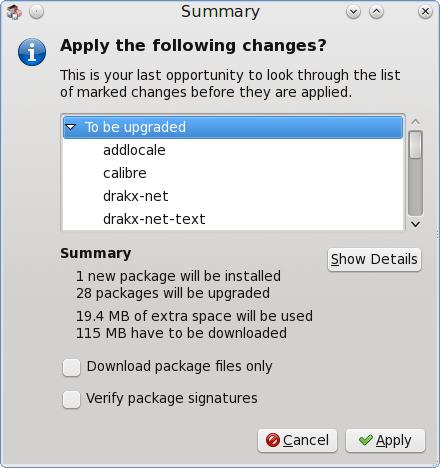 Summary
Apply the following changes?
This is your last opportunity to look through the list
of marked changes before they are applied.
To be upgraded
addlocale
calibre
drakx-net
drakx-net-text
Summary
Show Details
1 new package will be installed
28 packages will be upgraded
19.4 MB of extra space will be used
115 MB have to be downloaded
Download package files only
Verify package signatures
Cancel
Apply